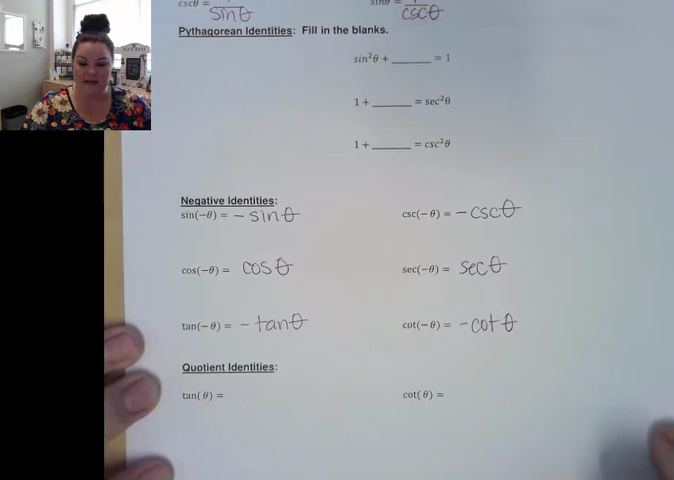 cscθ = 1/sinθ sinθ = 1/cscθ
Pythagorean Identities: Fill in the blanks.
sin²θ + ______ = 1
1 + ______ = sec²θ
1 + ______ = csc²θ
Negative Identities:
sin(−θ) = − sinθ csc(−θ) = − cscθ
cos(−θ) = cosθ sec(−θ) = secθ
tan(−θ) = − tanθ cot(−θ) = − cotθ
Quotient Identities:
tan(θ) = cot(θ) =